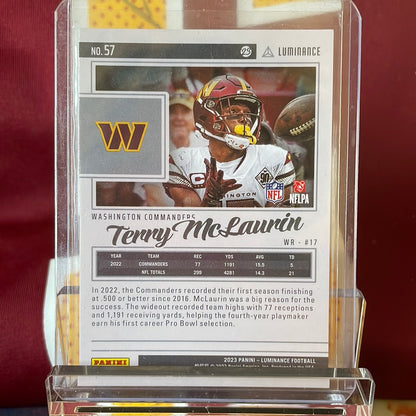 NO. 57
LUMINANCE
W
C
90
NFL
NFLPA
WASHINGTON COMMANDERS
Terry McLaurin
WR - #17
YEAR TEAM REC YDS AVG TD
2022 COMMANDERS 77 1191 15.5 5
NFL TOTALS 299 4281 14.3 21
In 2022, the Commanders recorded their first season finishing
at .500 or better since 2016. McLaurin was a big reason for the
success. The wideout recorded team highs with 77 receptions
and 1,191 receiving yards, helping the fourth-year playmaker
earn his first career Pro Bowl selection.
PANINI
2023 PANINI – LUMINANCE FOOTBALL